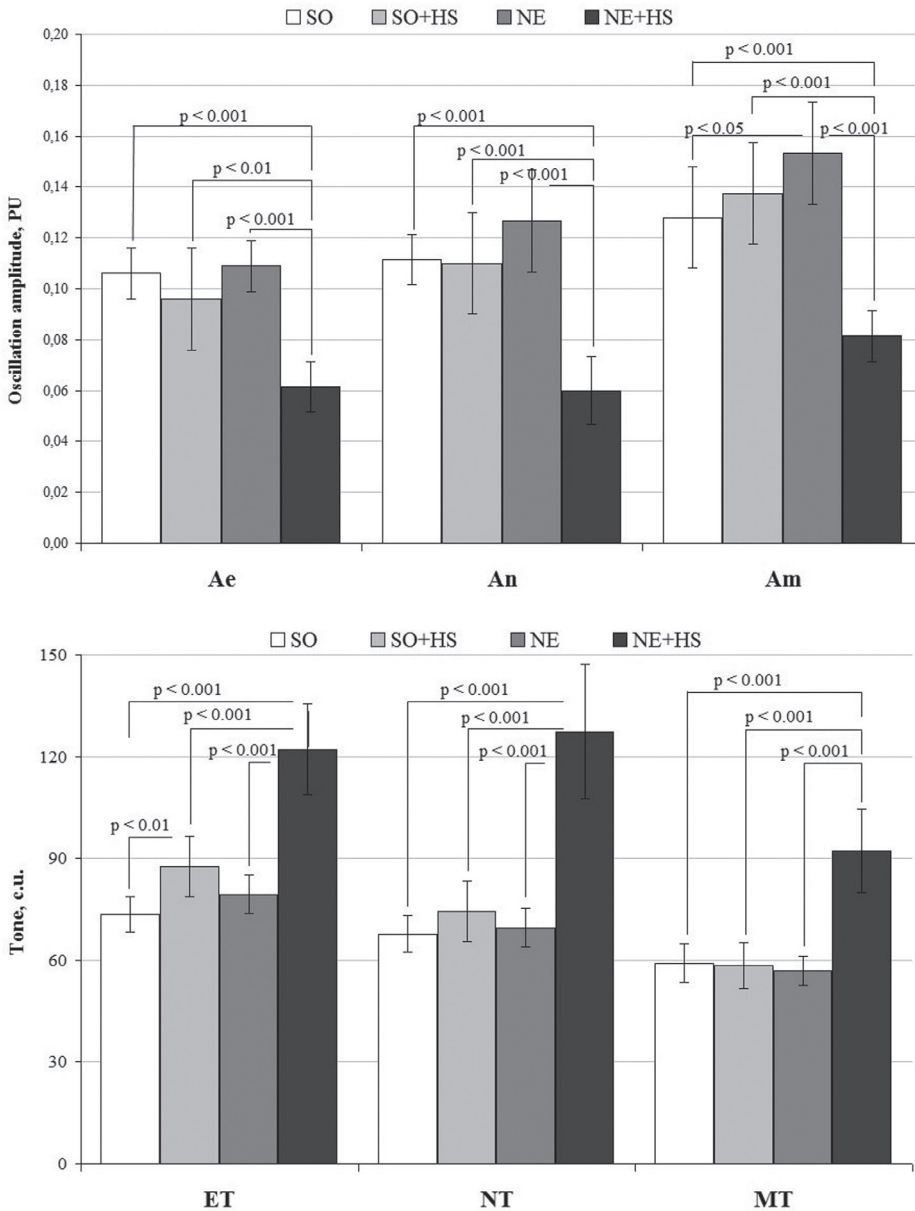 SO SO+HS NE NE+HS
0,20
0,18
0,16
0,14
0,12
0,10
0,08
0,06
0,04
0,02
0,00
Oscillation amplitude, PU
p < 0.001
p < 0.01
p < 0.001
p < 0.001
p < 0.001
p < 0.001
p < 0.001
p < 0.001
p < 0.05 p < 0.001
Ae An Am
SO SO+HS NE NE+HS
150
120
90
60
30
0
Tone, c.u.
p < 0.001
p < 0.001
p < 0.001
p < 0.01
p < 0.001
p < 0.001
p < 0.001
p < 0.001
p < 0.001
p < 0.001
ET NT MT